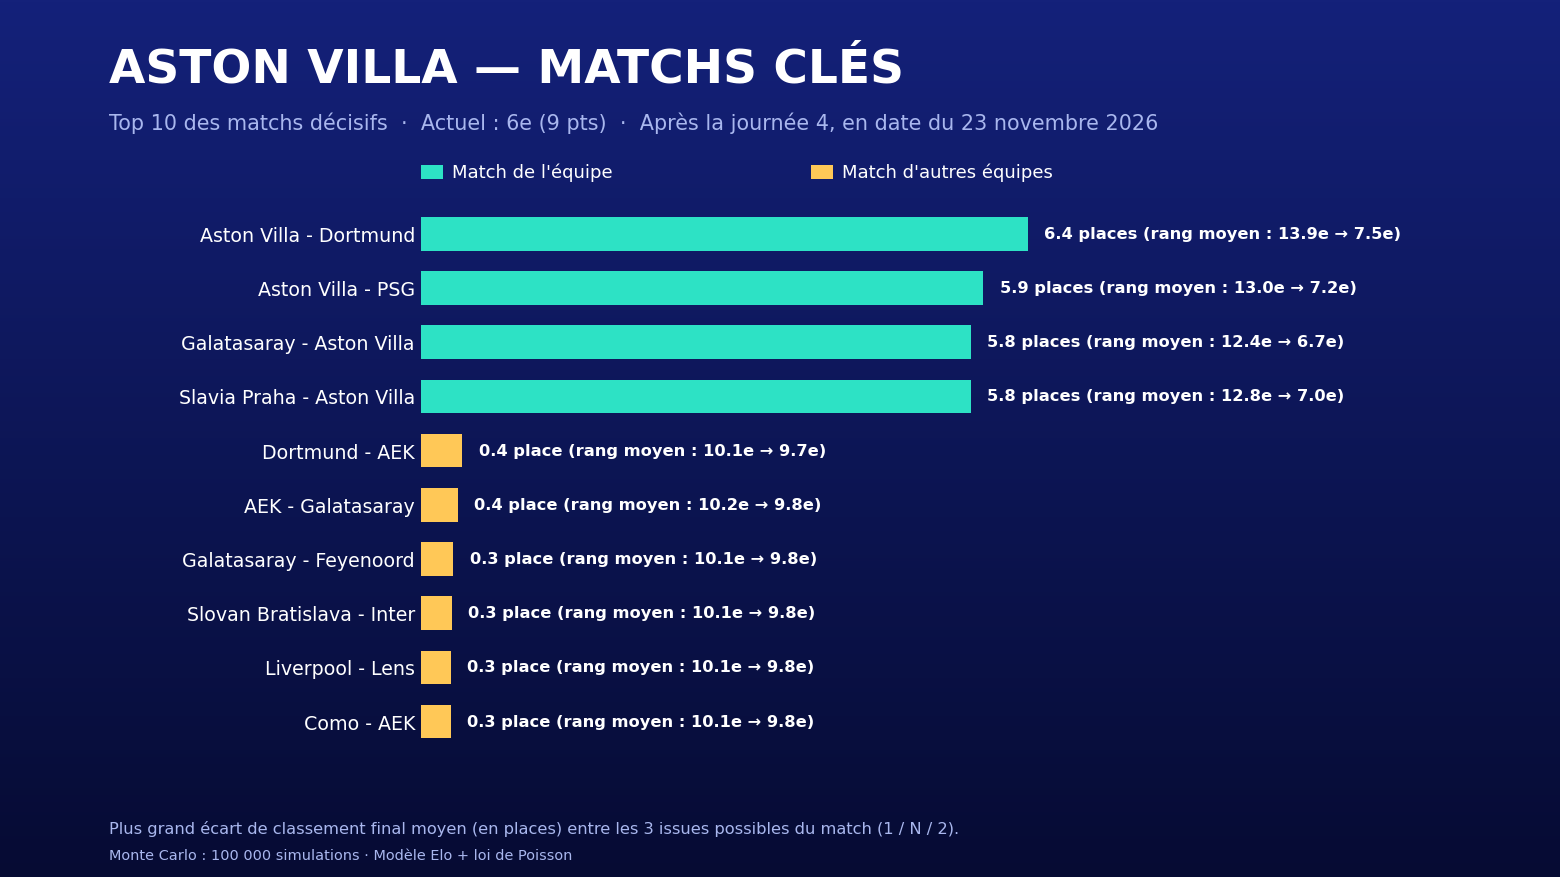 ASTON VILLA — MATCHS CLÉS
Top 10 des matchs décisifs · Actuel : 6e (9 pts) · Après la journée 4, en date du 23 novembre 2026
Match de l'équipe
Match d'autres équipes
Aston Villa - Dortmund 6.4 places (rang moyen : 13.9e → 7.5e)
Aston Villa - PSG 5.9 places (rang moyen : 13.0e → 7.2e)
Galatasaray - Aston Villa 5.8 places (rang moyen : 12.4e → 6.7e)
Slavia Praha - Aston Villa 5.8 places (rang moyen : 12.8e → 7.0e)
Dortmund - AEK 0.4 place (rang moyen : 10.1e → 9.7e)
AEK - Galatasaray 0.4 place (rang moyen : 10.2e → 9.8e)
Galatasaray - Feyenoord 0.3 place (rang moyen : 10.1e → 9.8e)
Slovan Bratislava - Inter 0.3 place (rang moyen : 10.1e → 9.8e)
Liverpool - Lens 0.3 place (rang moyen : 10.1e → 9.8e)
Como - AEK 0.3 place (rang moyen : 10.1e → 9.8e)
Plus grand écart de classement final moyen (en places) entre les 3 issues possibles du match (1 / N / 2).
Monte Carlo : 100 000 simulations · Modèle Elo + loi de Poisson